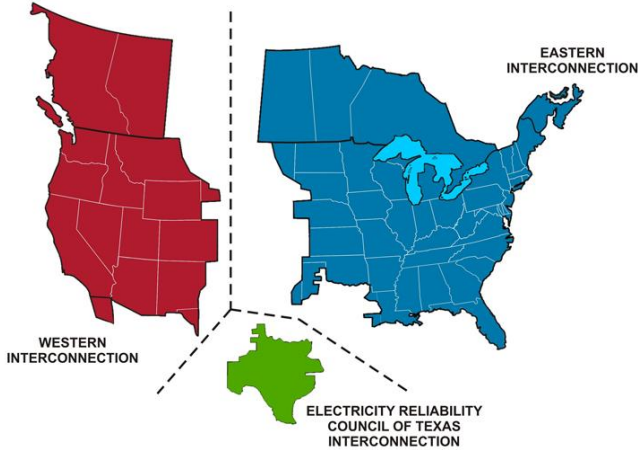 EASTERN
INTERCONNECTION
WESTERN
INTERCONNECTION
ELECTRICITY RELIABILITY
COUNCIL OF TEXAS
INTERCONNECTION